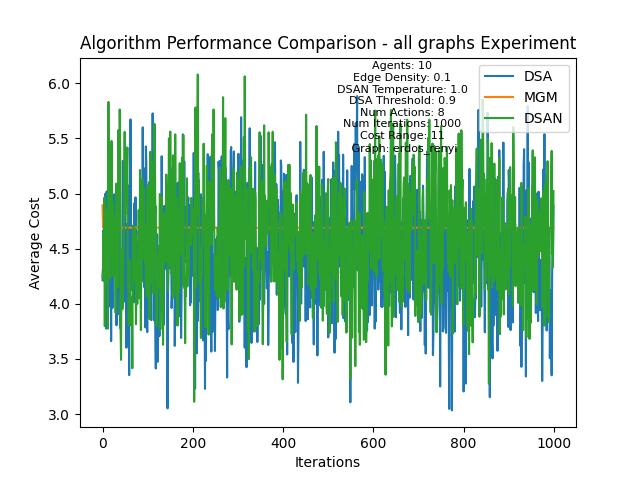 Algorithm Performance Comparison - all graphs Experiment
Agents: 10
Edge Density: 0.1
DSAN Temperature: 1.0
DSA Threshold: 0.9
Num Actions: 8
Num Iterations: 1000
Cost Range: 11
Graph: erdos_renyi
DSA
MGM
DSAN
Average Cost
6.0
5.5
5.0
4.5
4.0
3.5
3.0
0
200
400
600
800
1000
Iterations